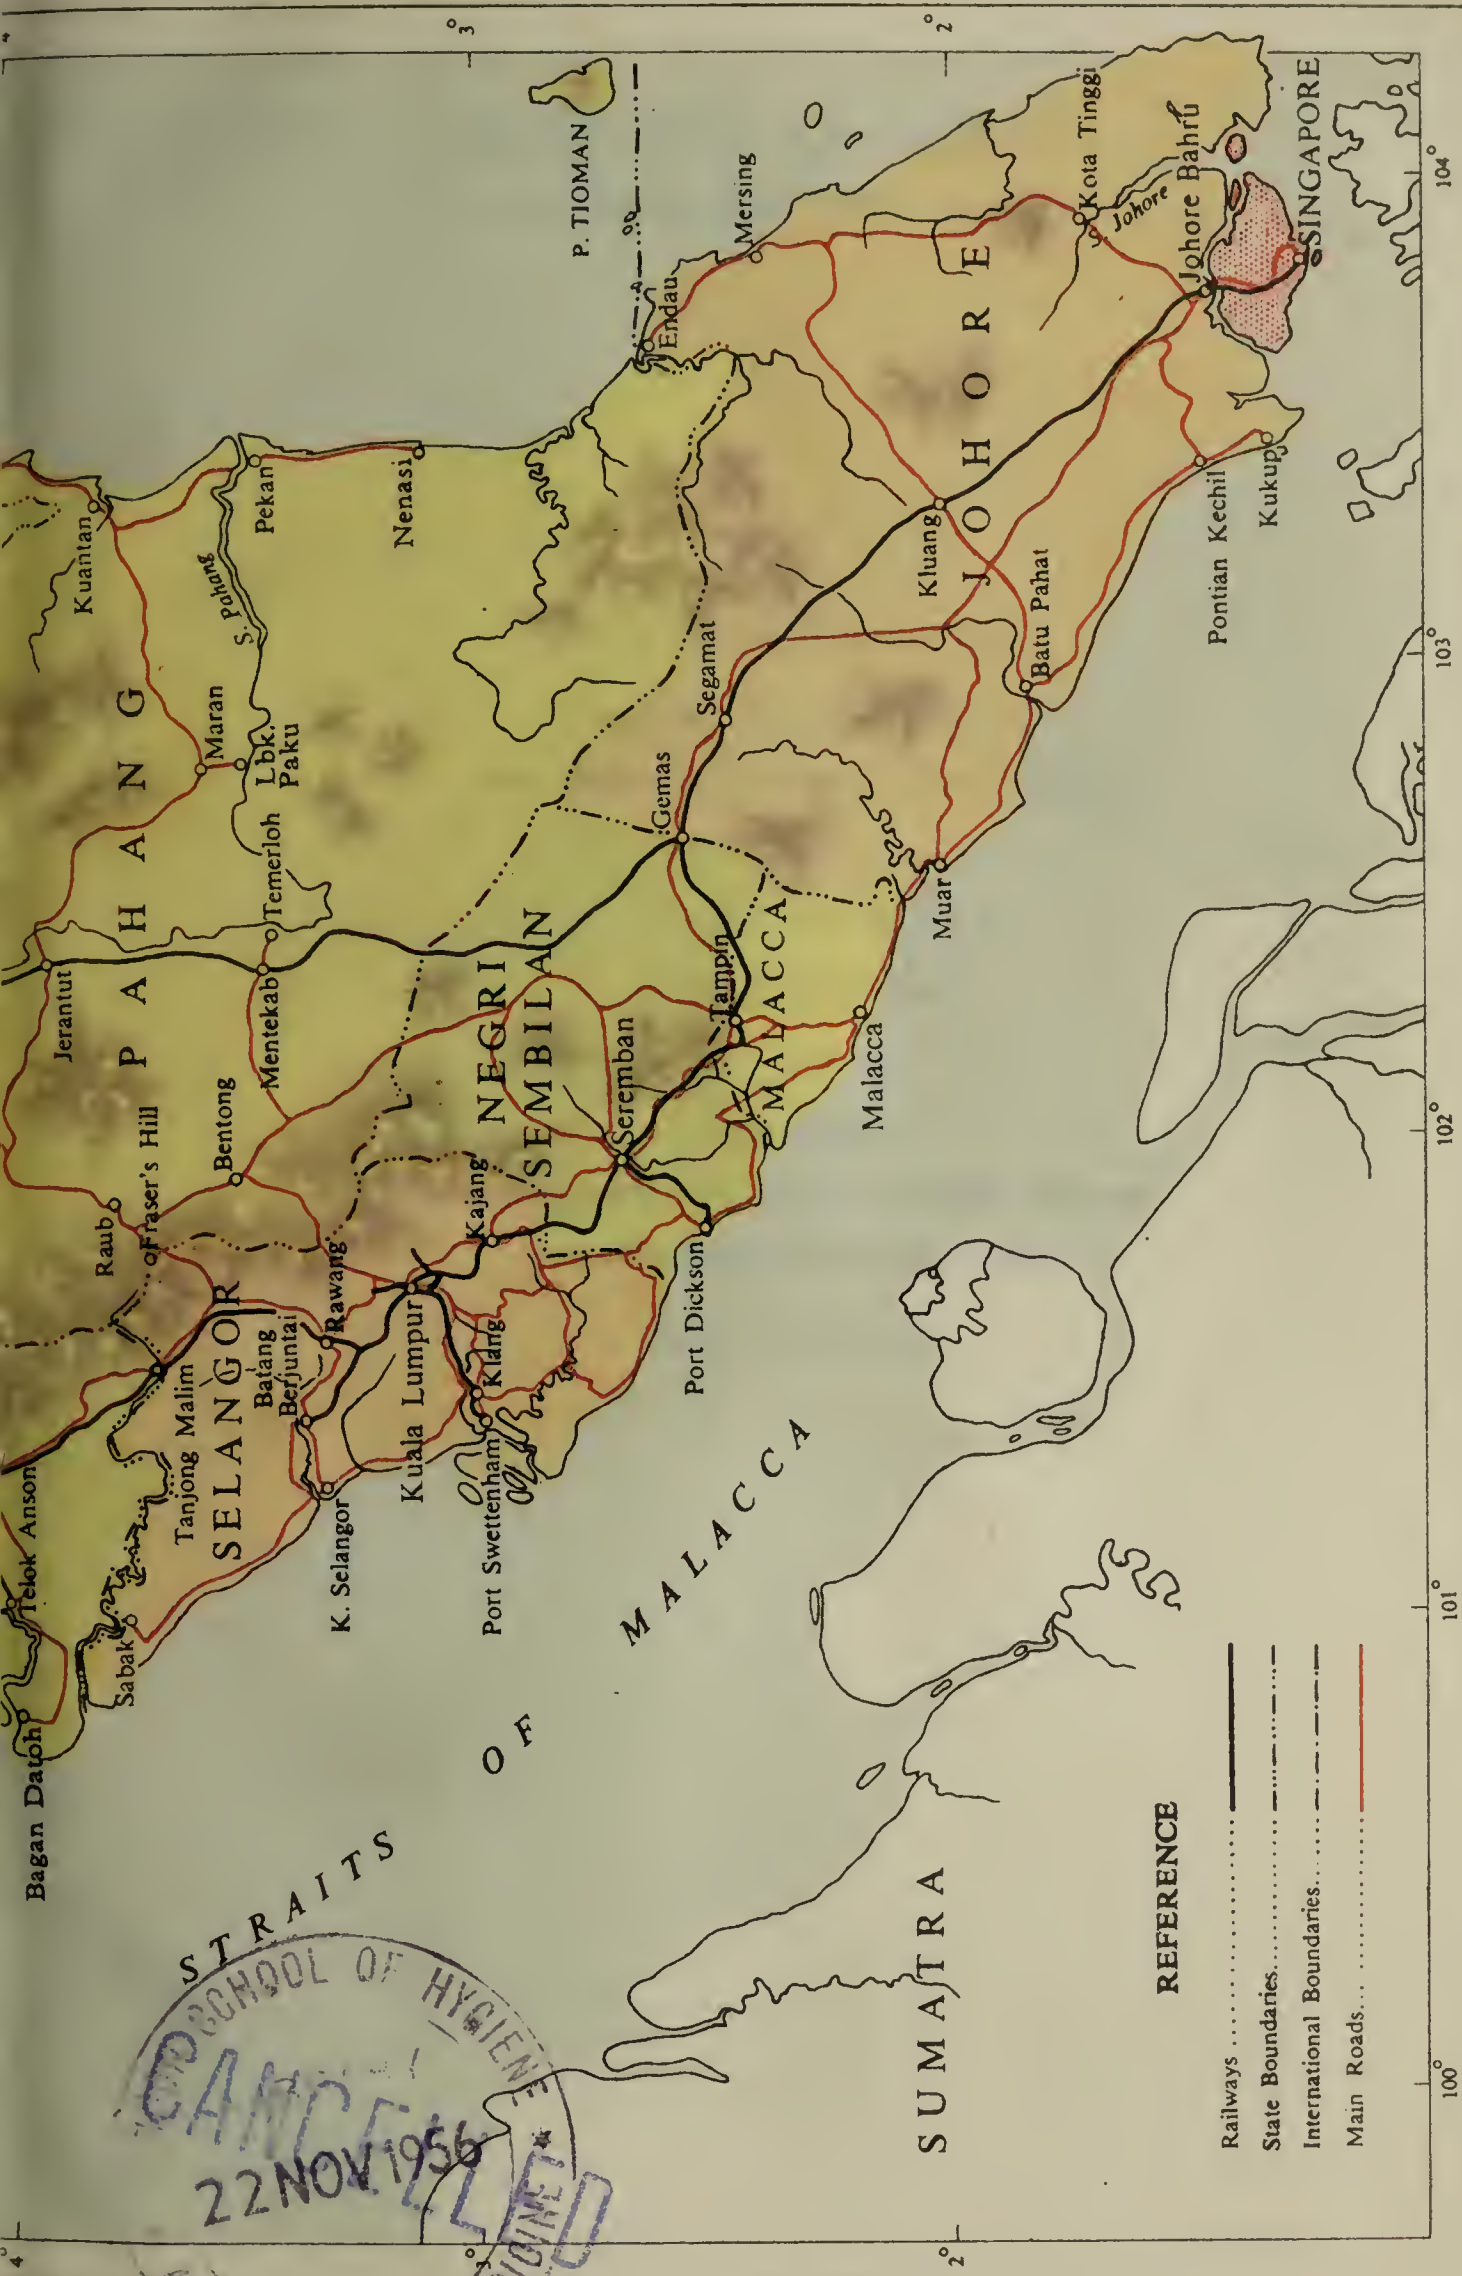 4°
3°
2°
P. TIOMAN
Kuantan
S. Pahang
Pekan
Nenasi
Endau
Mersing
Kota Tinggi
S. Johore
Johore Bahru
SINGAPORE
PAHANG
Maran
Lbk.
Paku
Temerloh
Jerantut
Mentekab
Segamat
Gemas
Kluang
JOHORE
Batu Pahat
Pontian Kechil
Kukup
Muar
Raub
Fraser's Hill
Bentong
NEGRI
SEMBILAN
Seremban
Tampin
MALACCA
Malacca
Kajang
Port Dickson
Telok Anson
Tanjong Malim
SELANGOR
Batang
Berjuntai
Rawang
Kuala Lumpur
Klang
Port Swettenham
K. Selangor
Sabak
Bagan Datoh
STRAITS
OF
MALACCA
SUMATRA
REFERENCE
Railways
State Boundaries
International Boundaries
Main Roads
4°
3°
2°
100°
101°
102°
103°
104°
SCHOOL OF HYGIENE
CANCELLED
22 NOV 1956